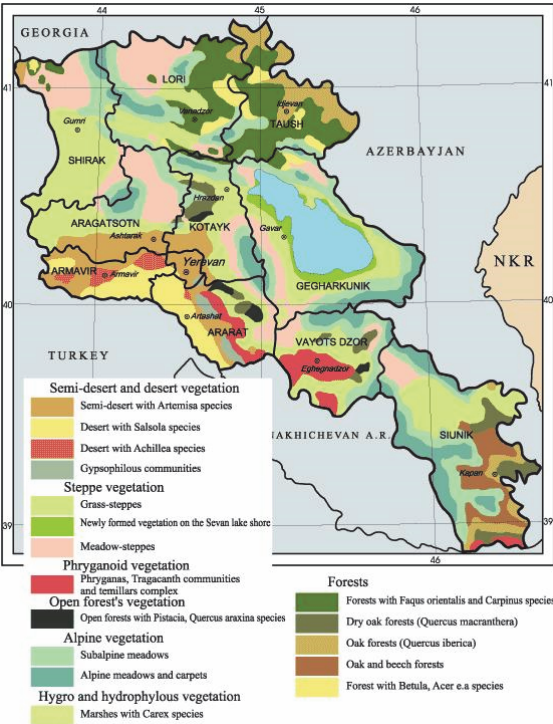 44
45
46
GEORGIA
LORI
41
41
Vanadzor
Idjevan
Gumri
TAUSH
AZERBAYJAN
SHIRAK
Hrazdan
ARAGATSOTN
KOTAYK
Gavar
Ashtarak
NKR
ARMAVIR
Armavir
Yerevan
GEGHARKUNIK
40
40
Artashat
ARARAT
VAYOTS DZOR
TURKEY
Eghegnadzor
NAKHICHEVAN A.R.
SIUNIK
Kapan
39
39
46
Semi-desert and desert vegetation
Semi-desert with Artemisa species
Desert with Salsola species
Desert with Achillea species
Gypsophilous communities
Steppe vegetation
Grass-steppes
Newly formed vegetation on the Sevan lake shore
Meadow-steppes
Phryganoid vegetation
Phryganas, Tragacanth communities
and temillars complex
Open forest's vegetation
Open forests with Pistacia, Quercus araxina species
Alpine vegetation
Subalpine meadows
Alpine meadows and carpets
Hygro and hydrophylous vegetation
Marshes with Carex species
Forests
Forests with Faqus orientalis and Carpinus species
Dry oak forests (Quercus macranthera)
Oak forests (Quercus iberica)
Oak and beech forests
Forest with Betula, Acer e.a species